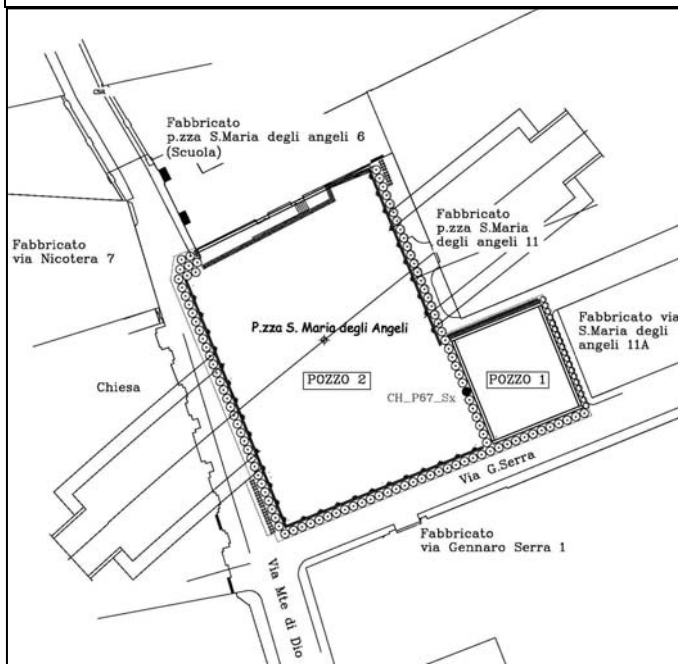 Fabbricato
p.zza S.Maria degli angeli 6
(Scuola)
Fabbricato
p.zza S.Maria
degli angeli 11
Fabbricato
via Nicotera 7
P.zza S. Maria degli Angeli
Fabbricato via
S.Maria degli
angeli 11A
POZZO 2
POZZO 1
Chiesa
CH_P67_Sx
Via G.Serra
Fabbricato
via Gennaro Serra 1
Via Mte di Dio